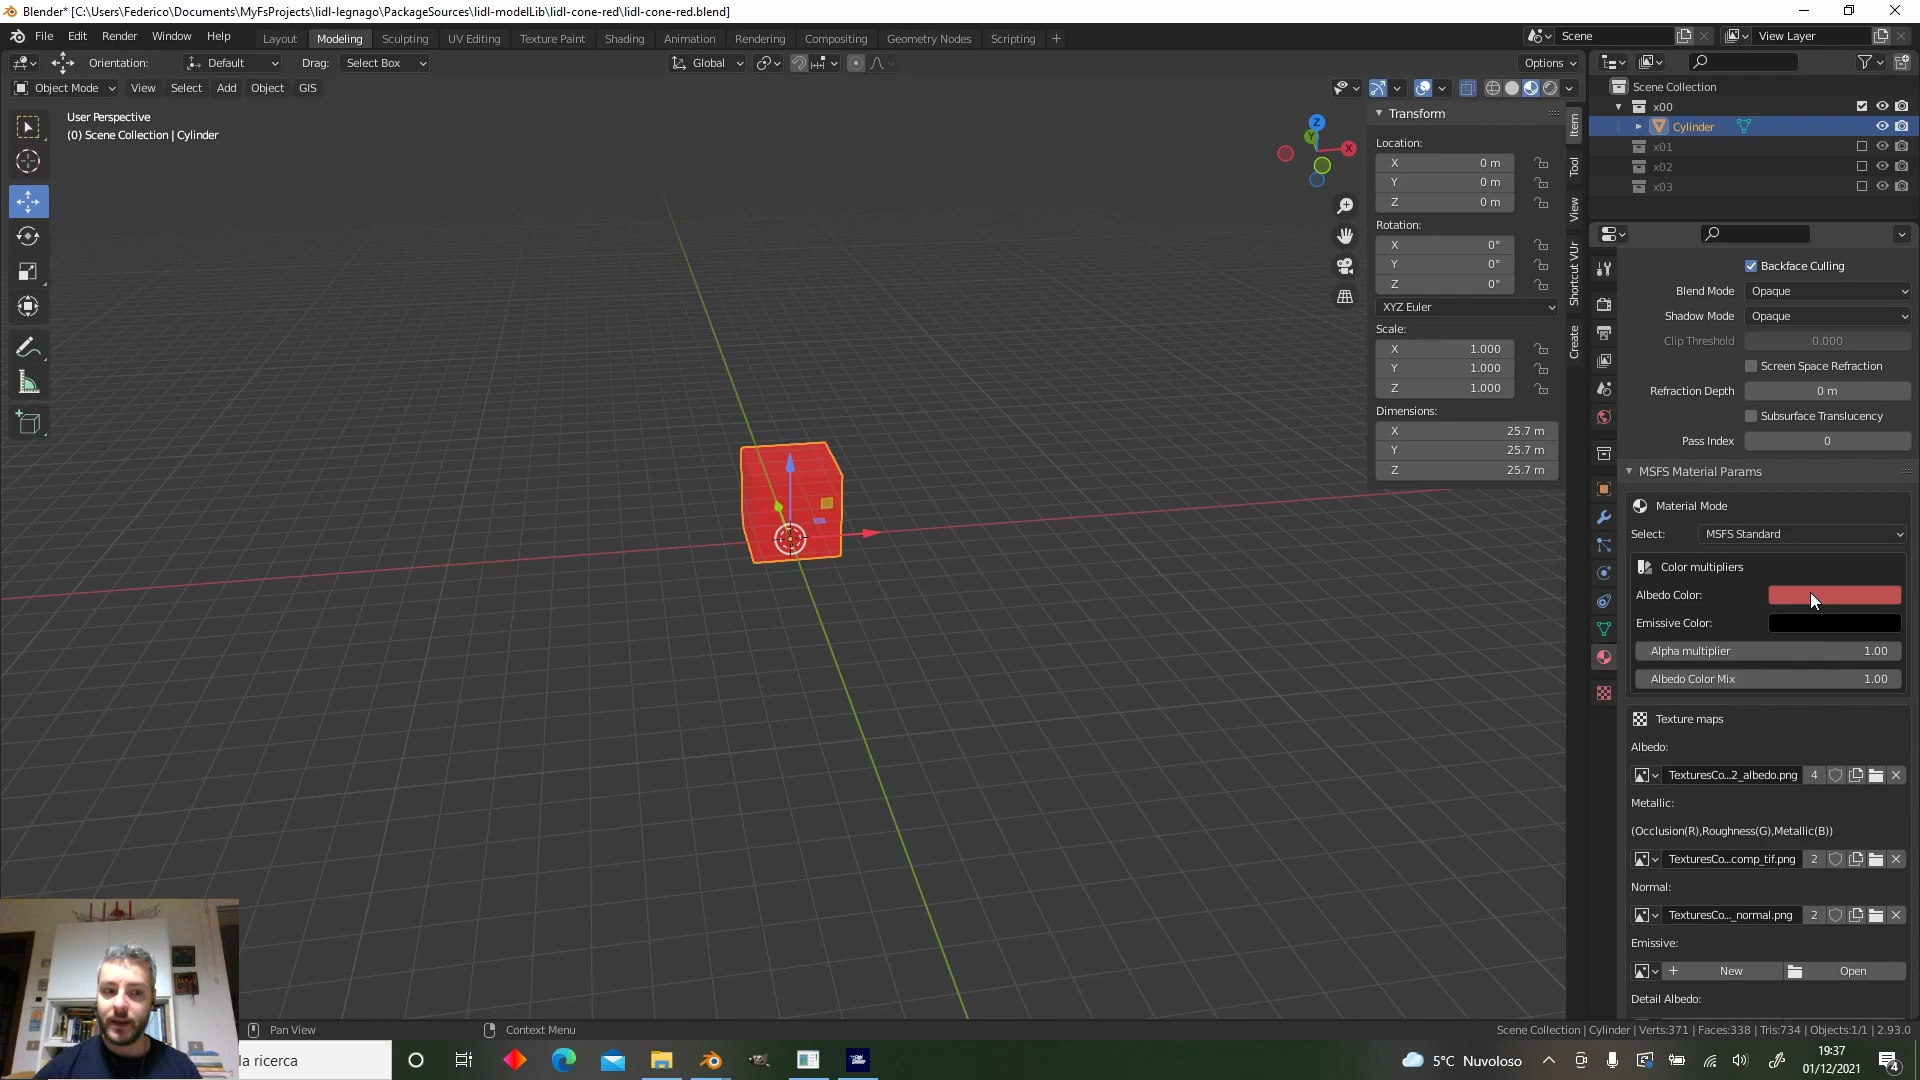 Blender* [C:\Users\Federico\Documents\MyFsProjects\lidl-legnago\PackageSources\lidl-modelLib\lidl-cone-red\lidl-cone-red.blend]
File Edit Render Window Help Layout Modeling Sculpting UV Editing Texture Paint Shading Animation Rendering Compositing Geometry Nodes Scripting + Scene View Layer
Orientation: Default Drag: Select Box Global Options
Object Mode View Select Add Object GIS
User Perspective
(0) Scene Collection | Cylinder
Z
Y
X
Transform
Location:
X 0 m
Y 0 m
Z 0 m
Rotation:
X 0°
Y 0°
Z 0°
XYZ Euler
Scale:
X 1.000
Y 1.000
Z 1.000
Dimensions:
X 25.7 m
Y 25.7 m
Z 25.7 m
Item
Tool
View
Shortcut VUr
Create
Scene Collection
x00
Cylinder
x01
x02
x03
Backface Culling
Blend Mode Opaque
Shadow Mode Opaque
Clip Threshold 0.000
Screen Space Refraction
Refraction Depth 0 m
Subsurface Translucency
Pass Index 0
MSFS Material Params
Material Mode
Select: MSFS Standard
Color multipliers
Albedo Color:
Emissive Color:
Alpha multiplier 1.00
Albedo Color Mix 1.00
Texture maps
Albedo:
TexturesCo...2_albedo.png 4
Metallic:
(Occlusion(R),Roughness(G),Metallic(B))
TexturesCo...comp_tif.png 2
Normal:
TexturesCo..._normal.png 2
Emissive:
New Open
Detail Albedo:
Pan View Context Menu Scene Collection | Cylinder | Verts:371 | Faces:338 | Tris:734 | Objects:1/1 | 2.93.0
la ricerca 5°C Nuvoloso 19:37
01/12/2021 4